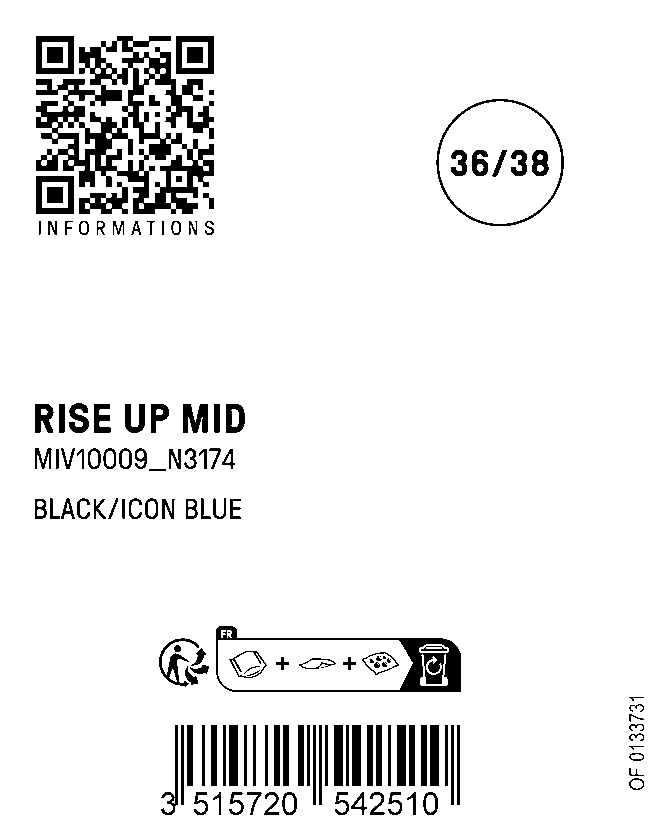 INFORMATIONS
36/38
RISE UP MID
MIV10009_N3174
BLACK/ICON BLUE
FR
3 515720 542510
OF 0133731